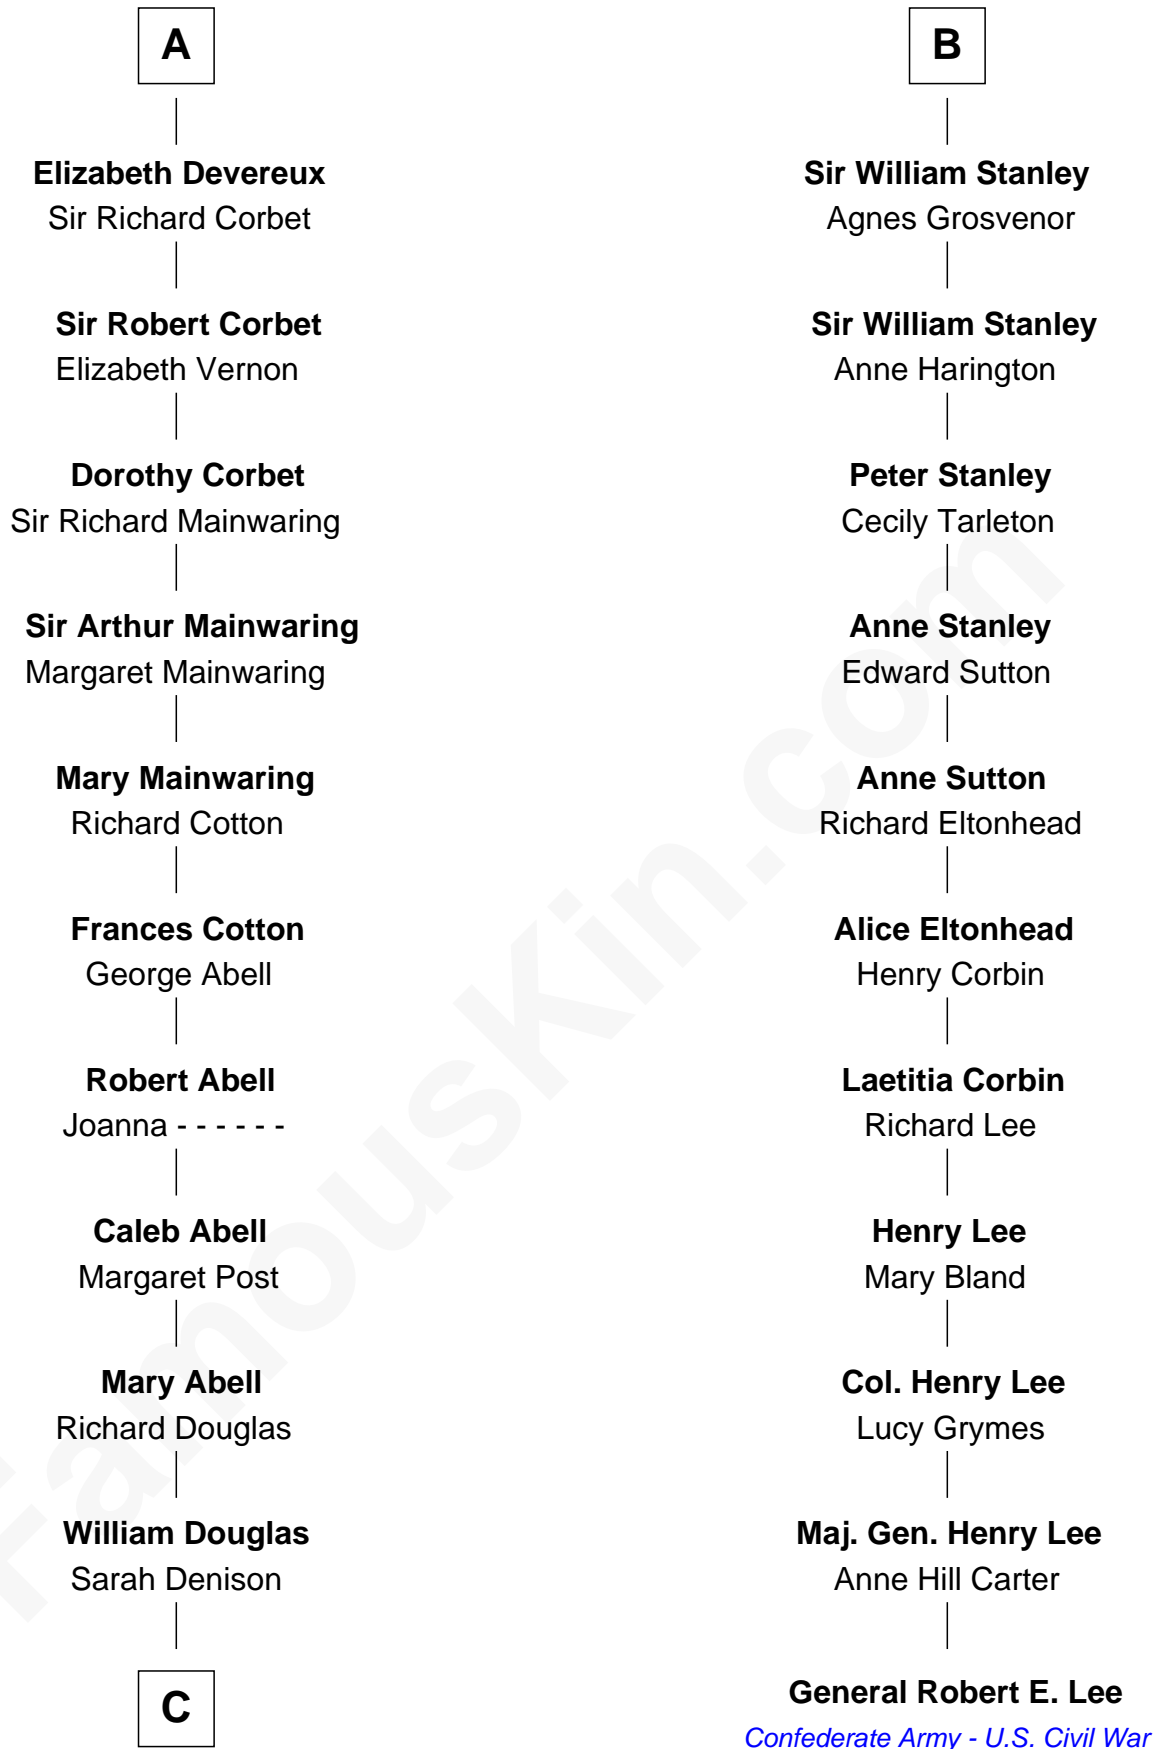 A
Elizabeth Devereux
Sir Richard Corbet
Sir Robert Corbet
Elizabeth Vernon
Dorothy Corbet
Sir Richard Mainwaring
Sir Arthur Mainwaring
Margaret Mainwaring
Mary Mainwaring
Richard Cotton
Frances Cotton
George Abell
Robert Abell
Joanna - - - - - -
Caleb Abell
Margaret Post
Mary Abell
Richard Douglas
William Douglas
Sarah Denison
C
B
Sir William Stanley
Agnes Grosvenor
Sir William Stanley
Anne Harington
Peter Stanley
Cecily Tarleton
Anne Stanley
Edward Sutton
Anne Sutton
Richard Eltonhead
Alice Eltonhead
Henry Corbin
Laetitia Corbin
Richard Lee
Henry Lee
Mary Bland
Col. Henry Lee
Lucy Grymes
Maj. Gen. Henry Lee
Anne Hill Carter
General Robert E. Lee
Confederate Army - U.S. Civil War
FamousKin.com